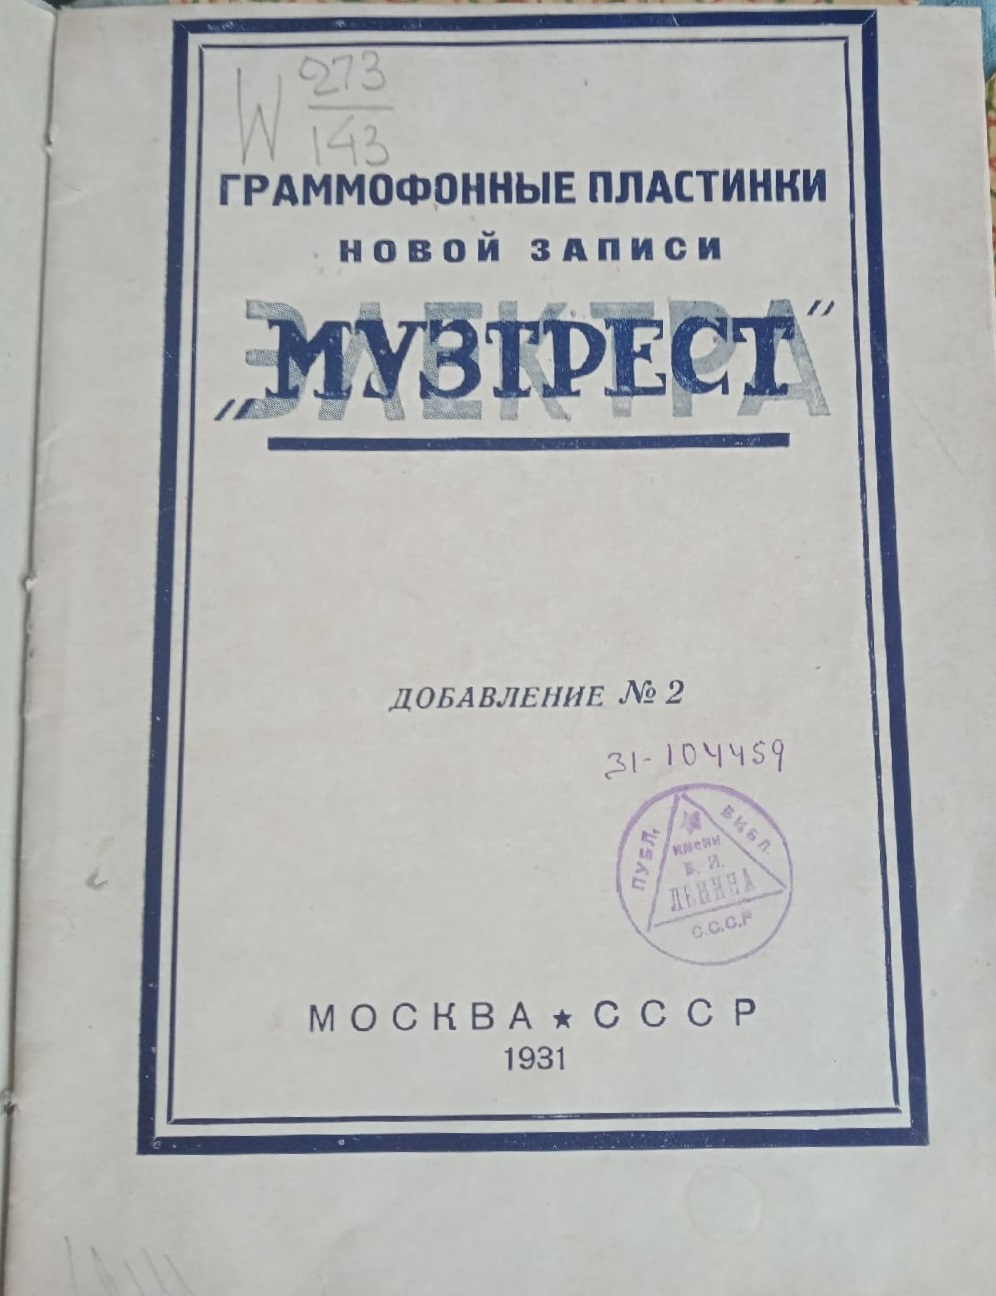 W 273
143
ГРАММОФОННЫЕ ПЛАСТИНКИ
НОВОЙ ЗАПИСИ
ЭЛЕКТРА
„МУЗТРЕСТ"
ДОБАВЛЕНИЕ № 2
31-104459
ПУБЛ. БИБЛ.
имени
В. И.
ЛЕНИНА
С.С.С.Р
МОСКВА ★ СССР
1931